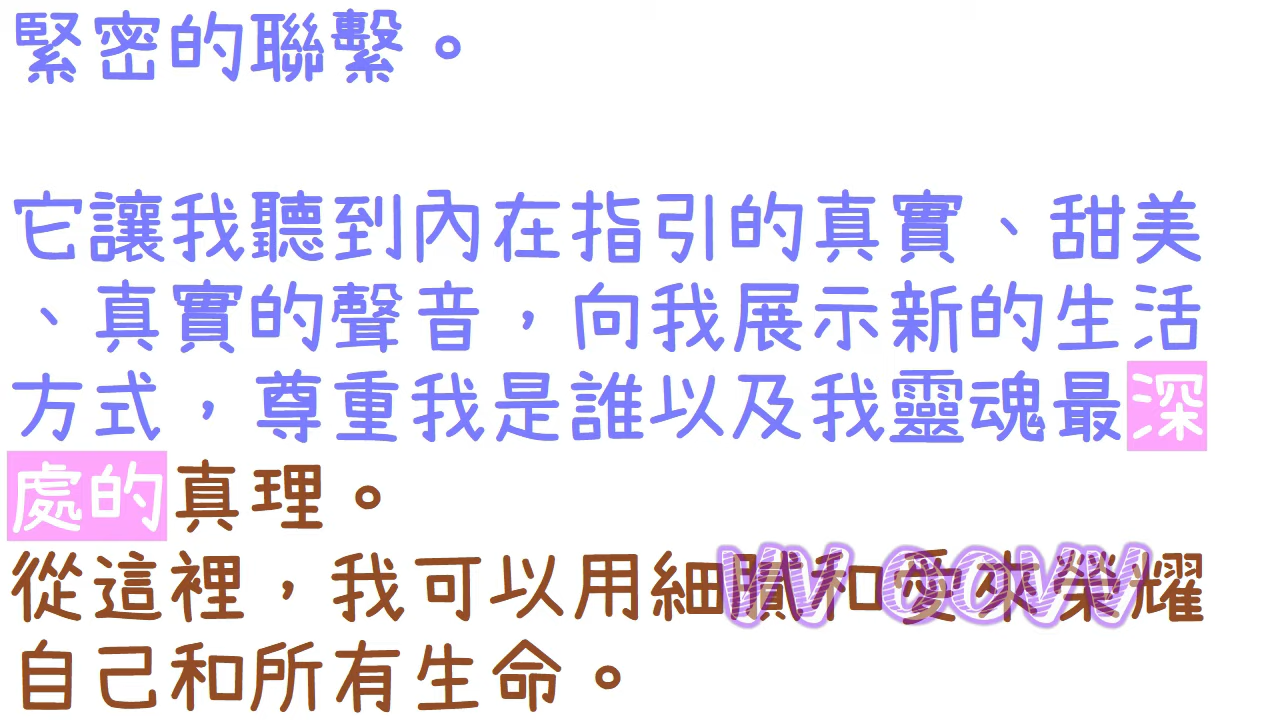 緊密的聯繫。
它讓我聽到內在指引的真實、甜美
、真實的聲音，向我展示新的生活
方式，尊重我是誰以及我靈魂最深
處的真理。
從這裡，我可以用細膩和愛來榮耀
自己和所有生命。